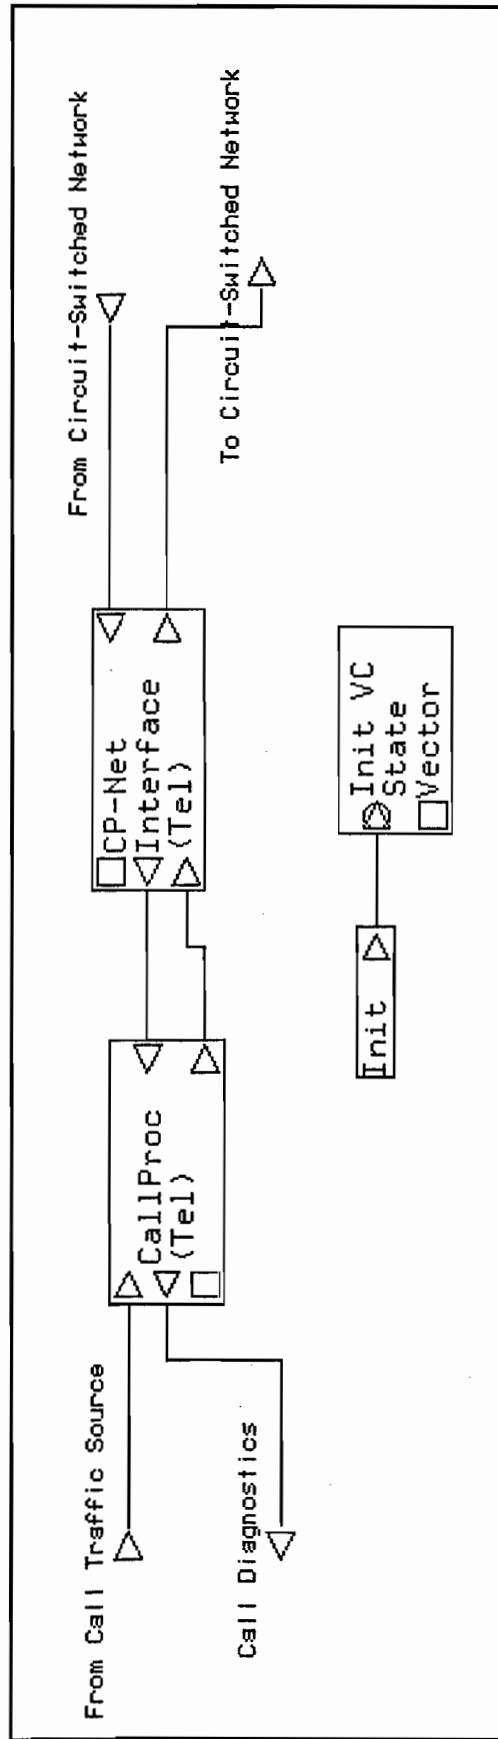 From Call Traffic Source
Call Diagnostics
CallProc
(Tel)
CP-Net
Interface
(Tel)
From Circuit-Switched Network
To Circuit-Switched Network
Init
Init VC
State
Vector